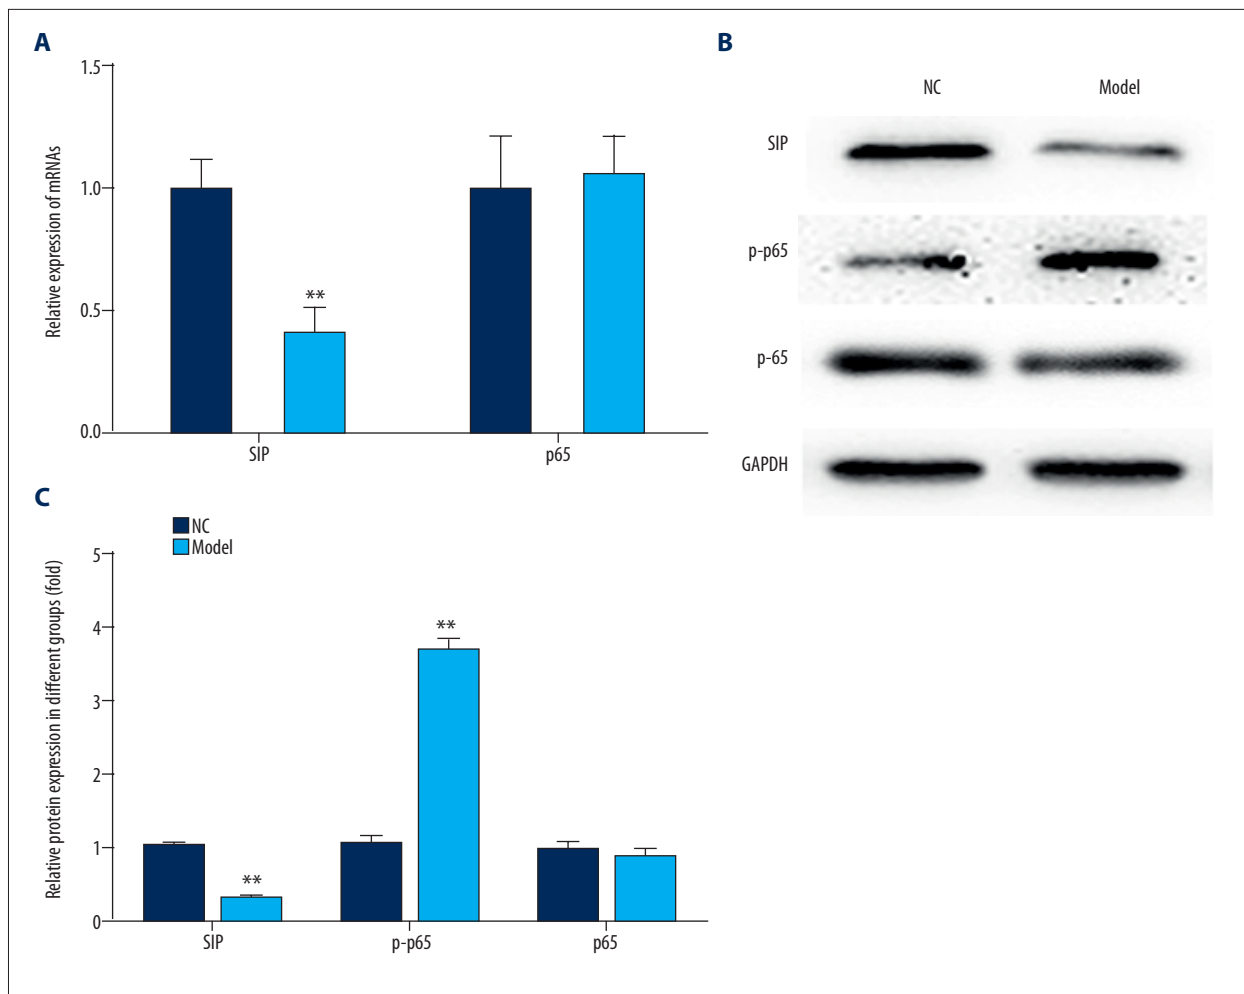 A
1.5
1.0
0.5
0.0
Relative expression of mRNAs
**
SIP p65
B
NC Model
SIP
p-p65
p-65
GAPDH
C
NC
Model
5
4
3
2
1
0
Relative protein expression in different groups (fold)
**
**
SIP p-p65 p65